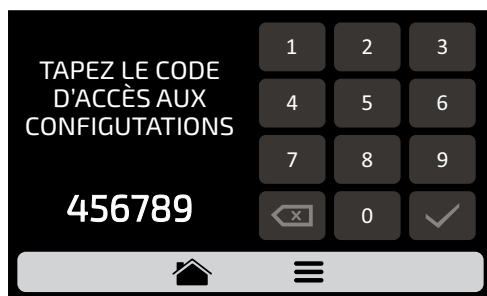 TAPEZ LE CODE
D'ACCÈS AUX
CONFIGUTATIONS
456789
1 2 3
4 5 6
7 8 9
0